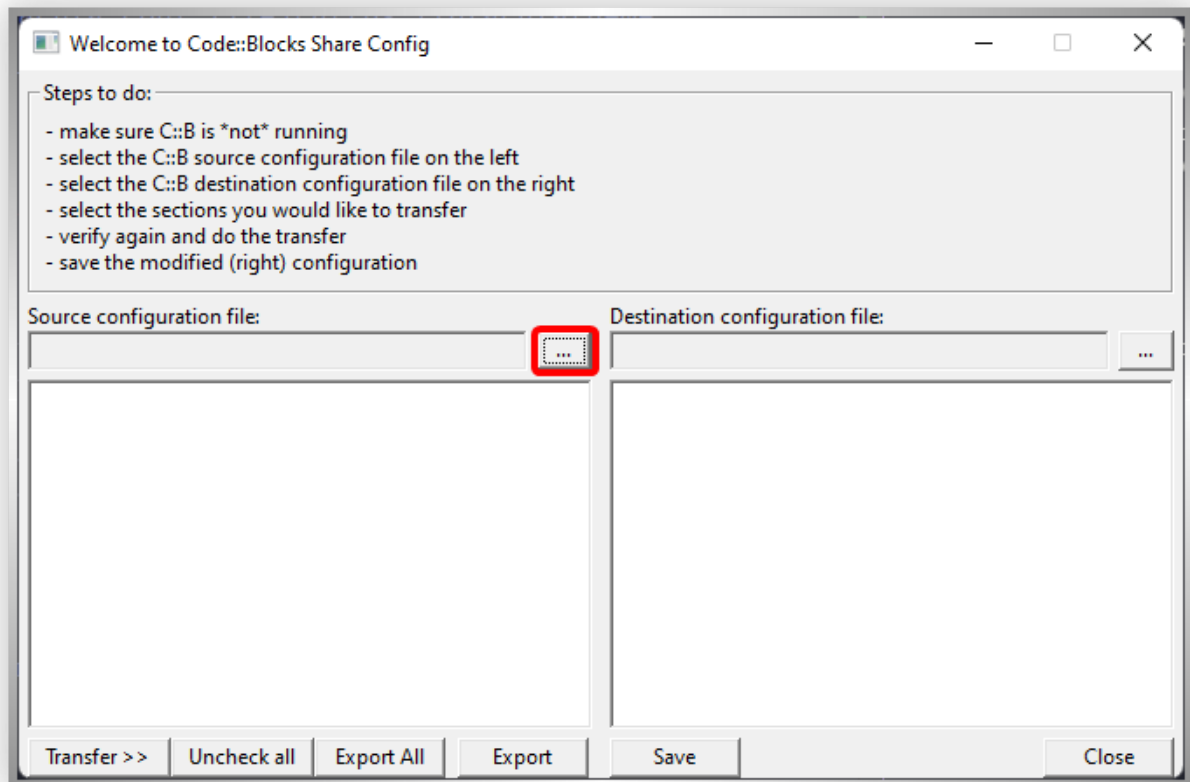 Welcome to Code::Blocks Share Config
Steps to do:
- make sure C::B is *not* running
- select the C::B source configuration file on the left
- select the C::B destination configuration file on the right
- select the sections you would like to transfer
- verify again and do the transfer
- save the modified (right) configuration
Source configuration file:
Destination configuration file:
...
...
Transfer >>
Uncheck all
Export All
Export
Save
Close